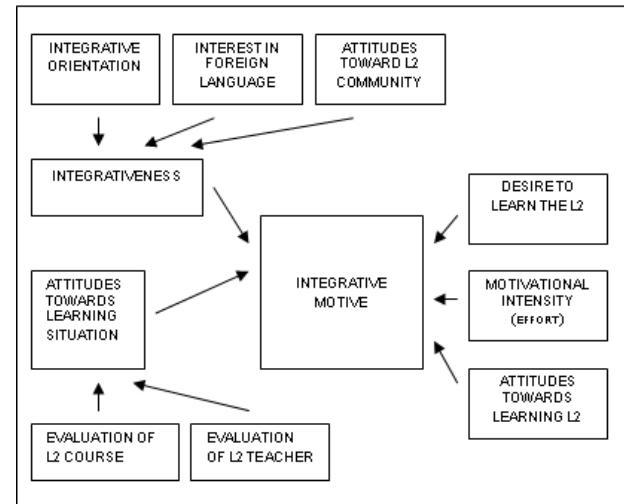 INTEGRATIVE
ORIENTATION
INTEREST IN
FOREIGN
LANGUAGE
ATTITUDES
TOWARD L2
COMMUNITY
INTEGRATIVENESS
DESIRE TO
LEARN THE L2
ATTITUDES
TOWARDS
LEARNING
SITUATION
INTEGRATIVE
MOTIVE
MOTIVATIONAL
INTENSITY
(EFFORT)
ATTITUDES
TOWARDS
LEARNING L2
EVALUATION OF
L2 COURSE
EVALUATION
OF L2 TEACHER